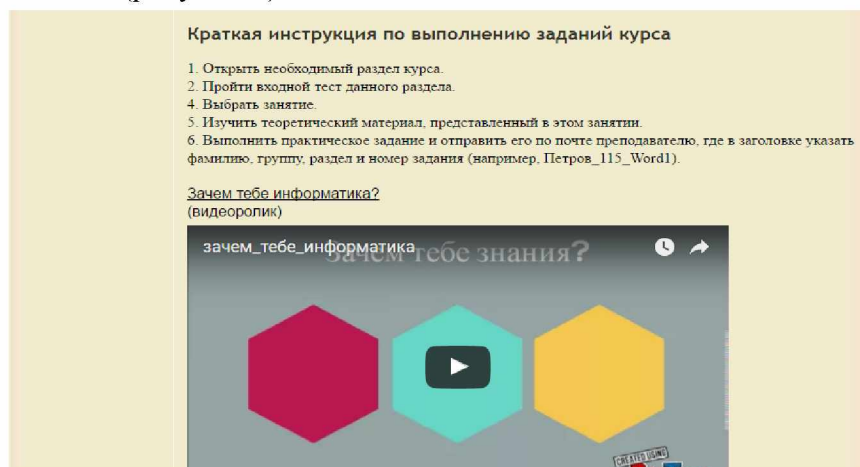 Краткая инструкция по выполнению заданий курса
1. Открыть необходимый раздел курса.
2. Пройти входной тест данного раздела.
4. Выбрать занятие.
5. Изучить теоретический материал, представленный в этом занятии.
6. Выполнить практическое задание и отправить его по почте преподавателю, где в заголовке указать
фамилию, группу, раздел и номер задания (например, Петров_115_Word1).
Зачем тебе информатика?
(видеоролик)
зачем_тебе_информатика
Зачем тебе знания?
CREATED USING